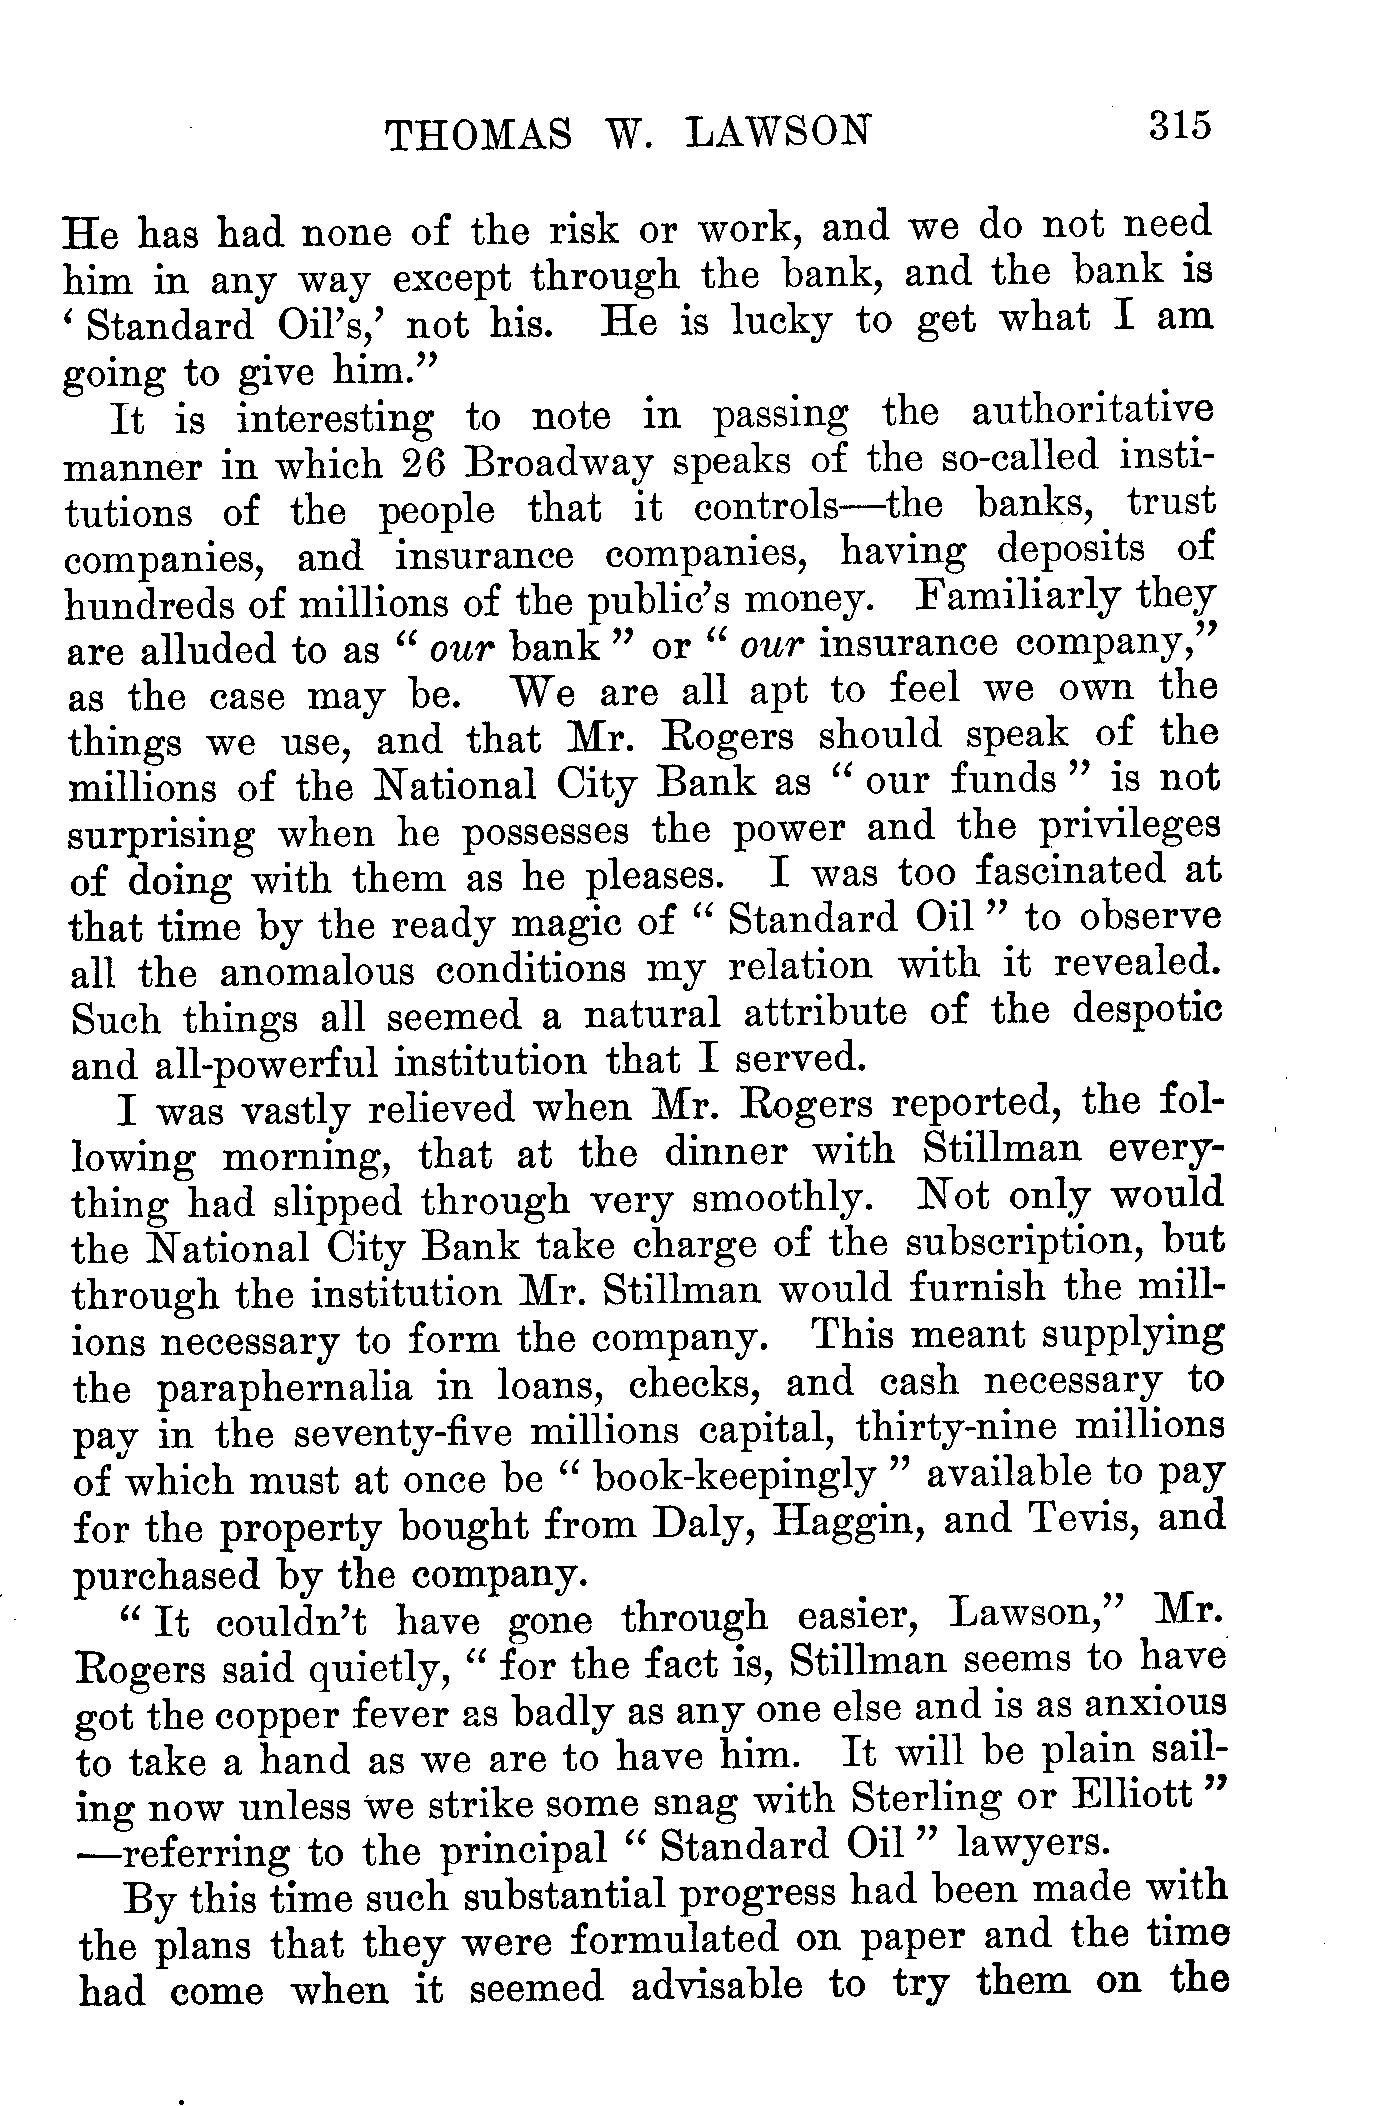 THOMAS W. LAWSON 315
He has had none of the risk or work, and we do not need
him in any way except through the bank, and the bank is
‘ Standard Oil’s,’ not his. He is lucky to get what I am
going to give him.”
It is interesting to note in passing the authoritative
manner in which 26 Broadway speaks of the so-called insti-
tutions of the people that it controls—the banks, trust
companies, and insurance companies, having deposits of
hundreds of millions of the public’s money. Familiarly they
are alluded to as “ our bank ” or “ our insurance company,”
as the case may be. We are all apt to feel we own the
things we use, and that Mr. Rogers should speak of the
millions of the National City Bank as “ our funds ” is not
surprising when he possesses the power and the privileges
of doing with them as he pleases. I was too fascinated at
that time by the ready magic of “ Standard Oil ” to observe
all the anomalous conditions my relation with it revealed.
Such things all seemed a natural attribute of the despotic
and all-powerful institution that I served.
I was vastly relieved when Mr. Rogers reported, the fol-
lowing morning, that at the dinner with Stillman every-
thing had slipped through very smoothly. Not only would
the National City Bank take charge of the subscription, but
through the institution Mr. Stillman would furnish the mill-
ions necessary to form the company. This meant supplying
the paraphernalia in loans, checks, and cash necessary to
pay in the seventy-five millions capital, thirty-nine millions
of which must at once be “ book-keepingly ” available to pay
for the property bought from Daly, Haggin, and Tevis, and
purchased by the company.
“ It couldn’t have gone through easier, Lawson,” Mr.
Rogers said quietly, “ for the fact is, Stillman seems to have
got the copper fever as badly as any one else and is as anxious
to take a hand as we are to have him. It will be plain sail-
ing now unless we strike some snag with Sterling or Elliott ”
—referring to the principal “ Standard Oil ” lawyers.
By this time such substantial progress had been made with
the plans that they were formulated on paper and the time
had come when it seemed advisable to try them on the